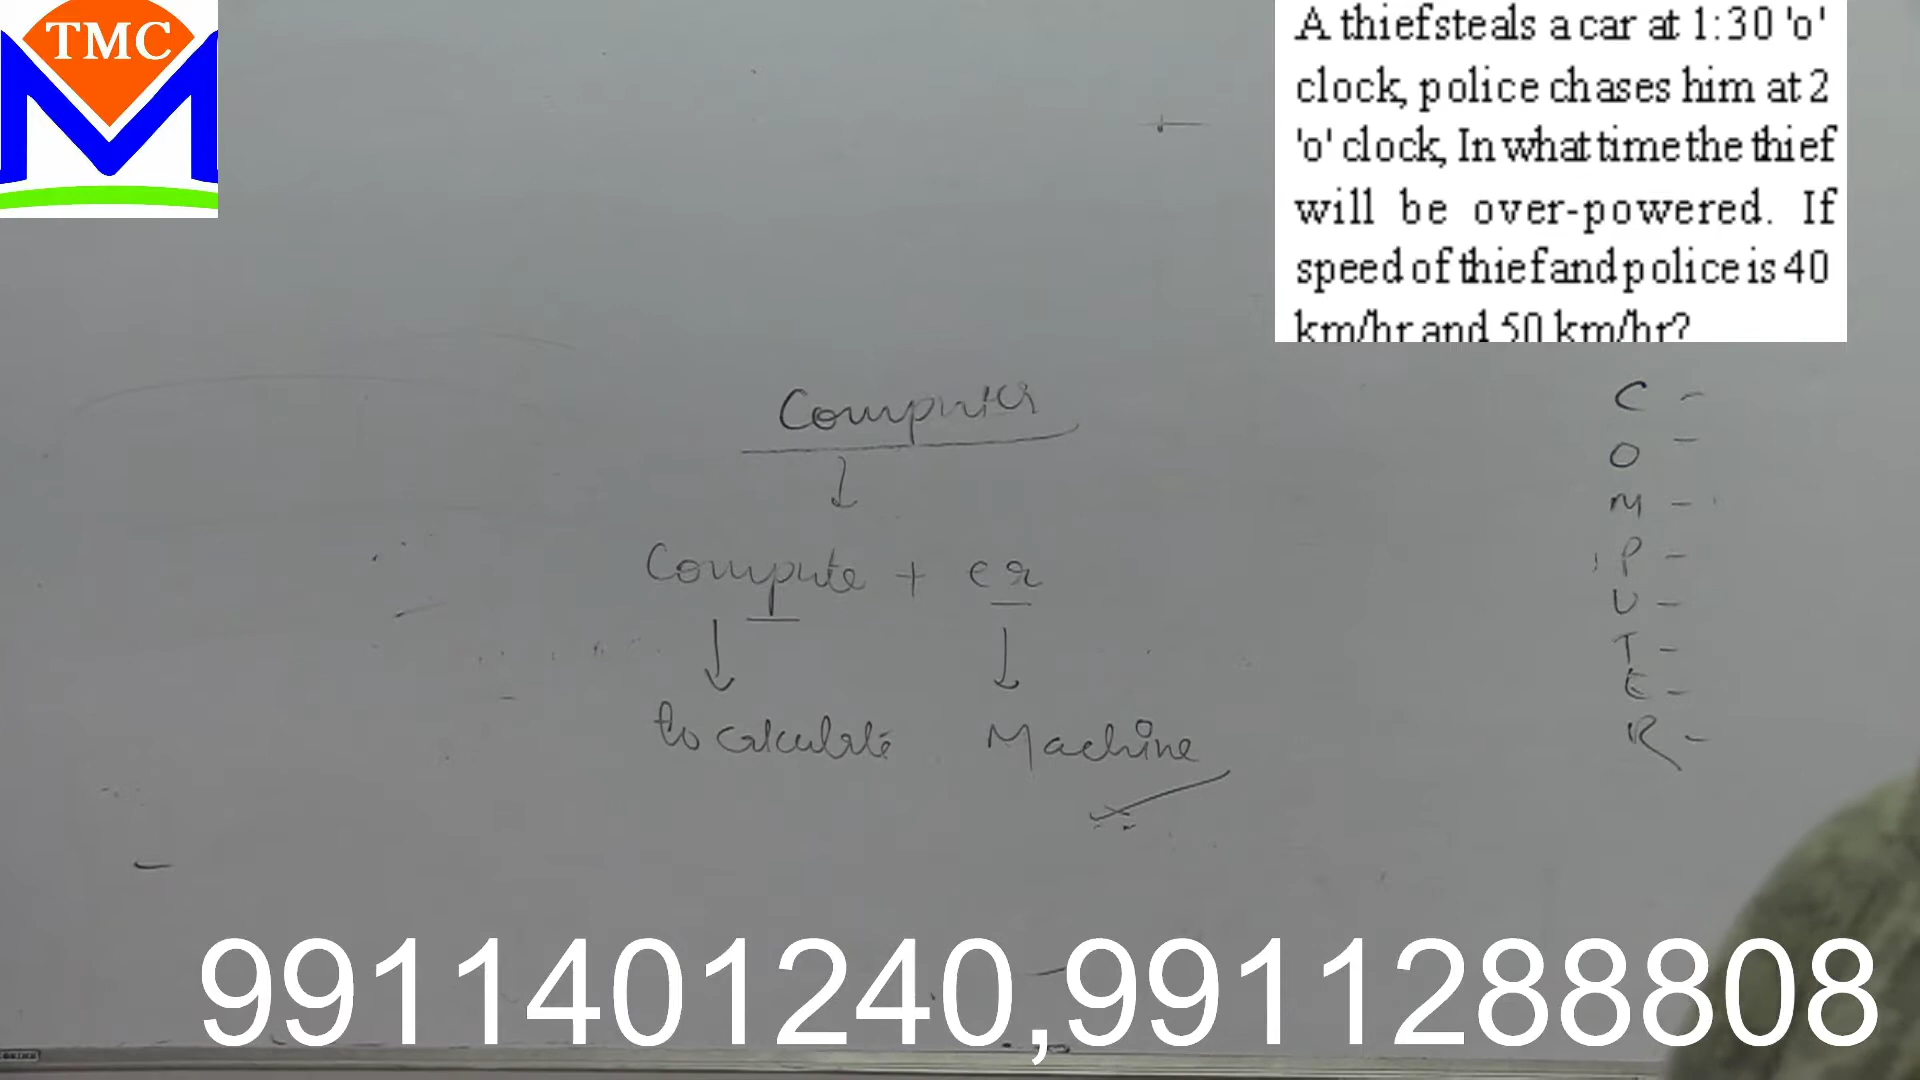 TMC
A thief steals a car at 1:30 'o'
clock, police chases him at 2
'o' clock, In what time the thief
will be over-powered. If
speed of thief and police is 40
km/hr and 50 km/hr?
Computer
Compute + er
to calculate Machine
C -
O -
M -
P -
U -
T -
E -
R -
9911401240,9911288808